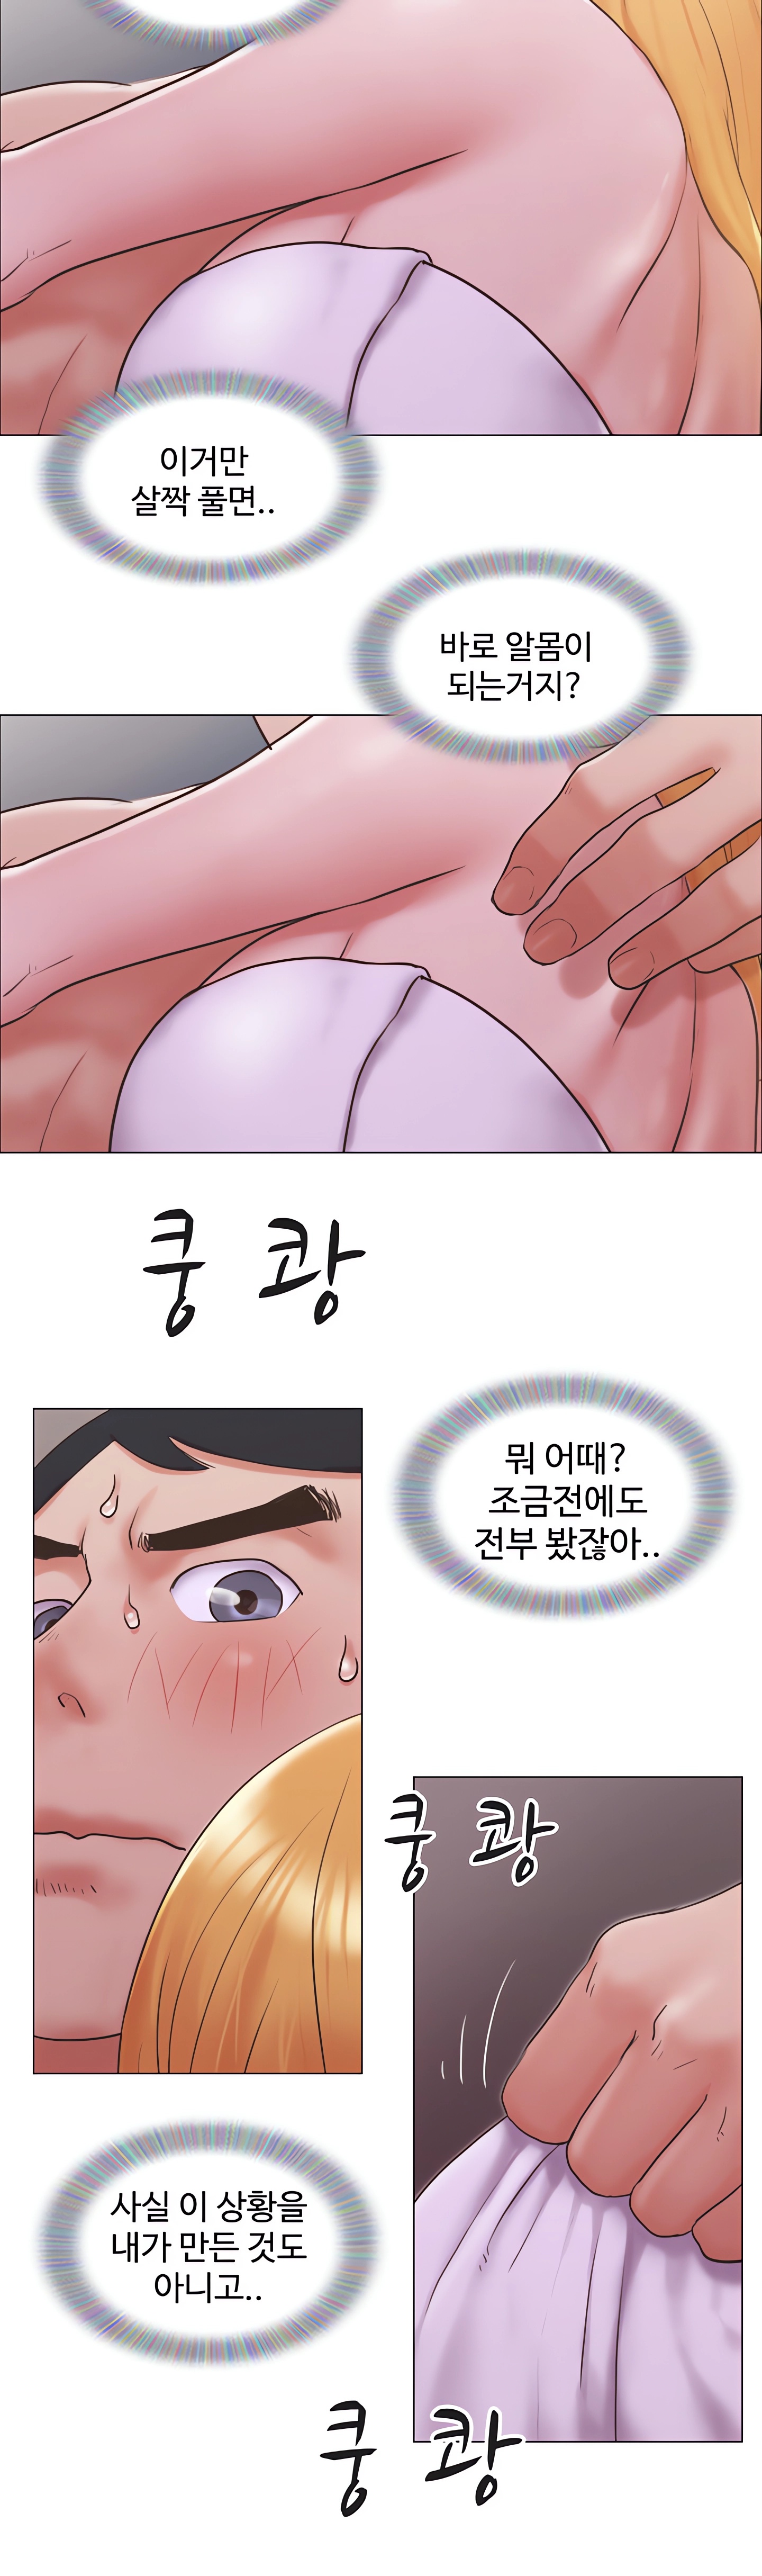 이거만
살짝 풀면..
바로 알몸이
되는거지?
쿵 쾅
뭐 어때?
조금전에도
전부 봤잖아..
쿵 쾅
사실 이 상황을
내가 만든 것도
아니고..
쿵 쾅